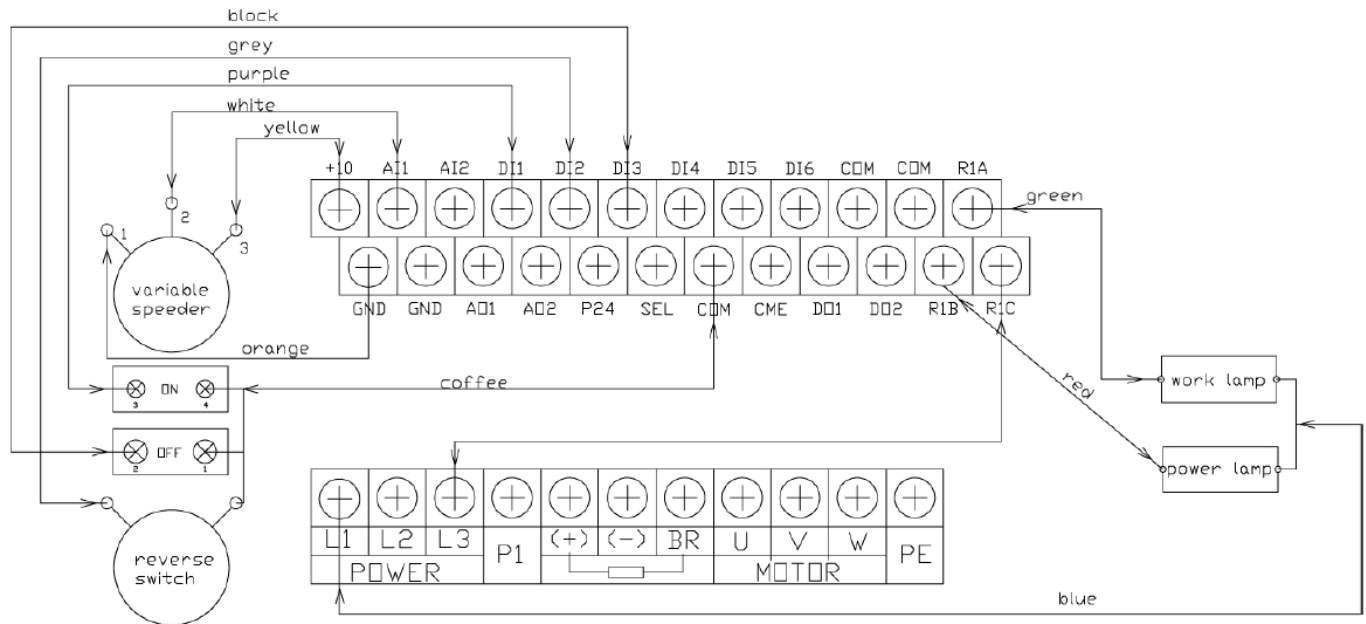 block
grey
purple
white
yellow
+10 AI1 AI2 DI1 DI2 DI3 DI4 DI5 DI6 COM COM R1A
green
2
1
3
variable
speeder
GND GND AO1 AO2 P24 SEL COM CME DO1 DO2 R1B R1C
orange
coffee
red
ON
3 4
work lamp
OFF
2 1
power lamp
L1 L2 L3 P1 (+) (-) BR U V W PE
POWER MOTOR
reverse
switch
blue